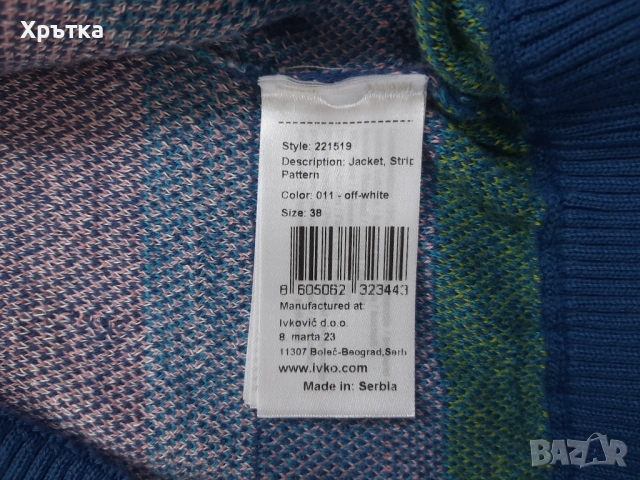 Хрътка
Style: 221519
Description: Jacket, Strip
Pattern
Color: 011 - off-white
Size: 38
8 605062 323443
Manufactured at:
Ivković d.o.o.
8. marta 23
11307 Boleč-Beograd,Serb
www.ivko.com
Made in: Serbia
BAZAR